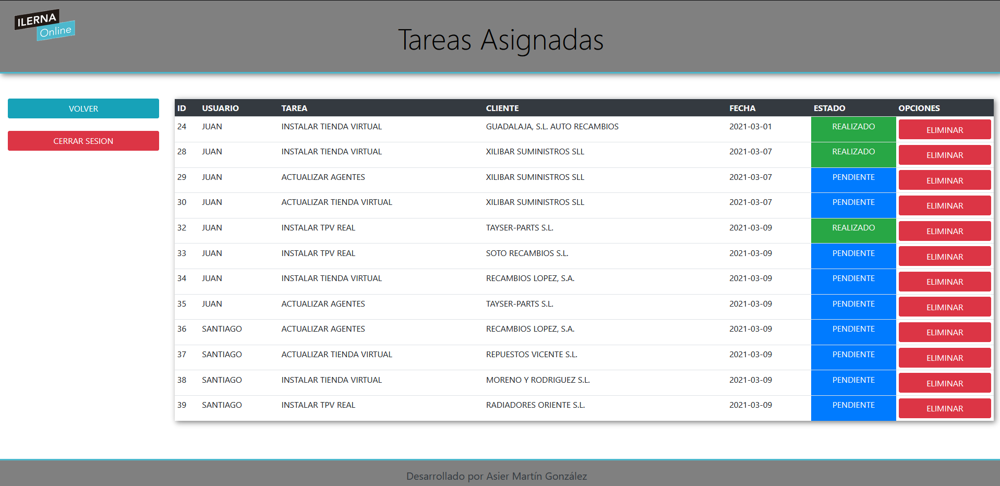 ILERNA
Online
Tareas Asignadas
VOLVER
CERRAR SESION
ID USUARIO TAREA CLIENTE FECHA ESTADO OPCIONES
24 JUAN INSTALAR TIENDA VIRTUAL GUADALAJA, S.L. AUTO RECAMBIOS 2021-03-01 REALIZADO ELIMINAR
28 JUAN INSTALAR TIENDA VIRTUAL XILIBAR SUMINISTROS SLL 2021-03-07 REALIZADO ELIMINAR
29 JUAN ACTUALIZAR AGENTES XILIBAR SUMINISTROS SLL 2021-03-07 PENDIENTE ELIMINAR
30 JUAN ACTUALIZAR TIENDA VIRTUAL XILIBAR SUMINISTROS SLL 2021-03-07 PENDIENTE ELIMINAR
32 JUAN INSTALAR TPV REAL TAYSER-PARTS S.L. 2021-03-09 REALIZADO ELIMINAR
33 JUAN INSTALAR TPV REAL SOTO RECAMBIOS S.L. 2021-03-09 PENDIENTE ELIMINAR
34 JUAN INSTALAR TIENDA VIRTUAL RECAMBIOS LOPEZ, S.A. 2021-03-09 PENDIENTE ELIMINAR
35 JUAN ACTUALIZAR AGENTES TAYSER-PARTS S.L. 2021-03-09 PENDIENTE ELIMINAR
36 SANTIAGO ACTUALIZAR AGENTES RECAMBIOS LOPEZ, S.A. 2021-03-09 PENDIENTE ELIMINAR
37 SANTIAGO ACTUALIZAR TIENDA VIRTUAL REPUESTOS VICENTE S.L. 2021-03-09 PENDIENTE ELIMINAR
38 SANTIAGO INSTALAR TIENDA VIRTUAL MORENO Y RODRIGUEZ S.L. 2021-03-09 PENDIENTE ELIMINAR
39 SANTIAGO INSTALAR TPV REAL RADIADORES ORIENTE S.L. 2021-03-09 PENDIENTE ELIMINAR
Desarrollado por Asier Martín González